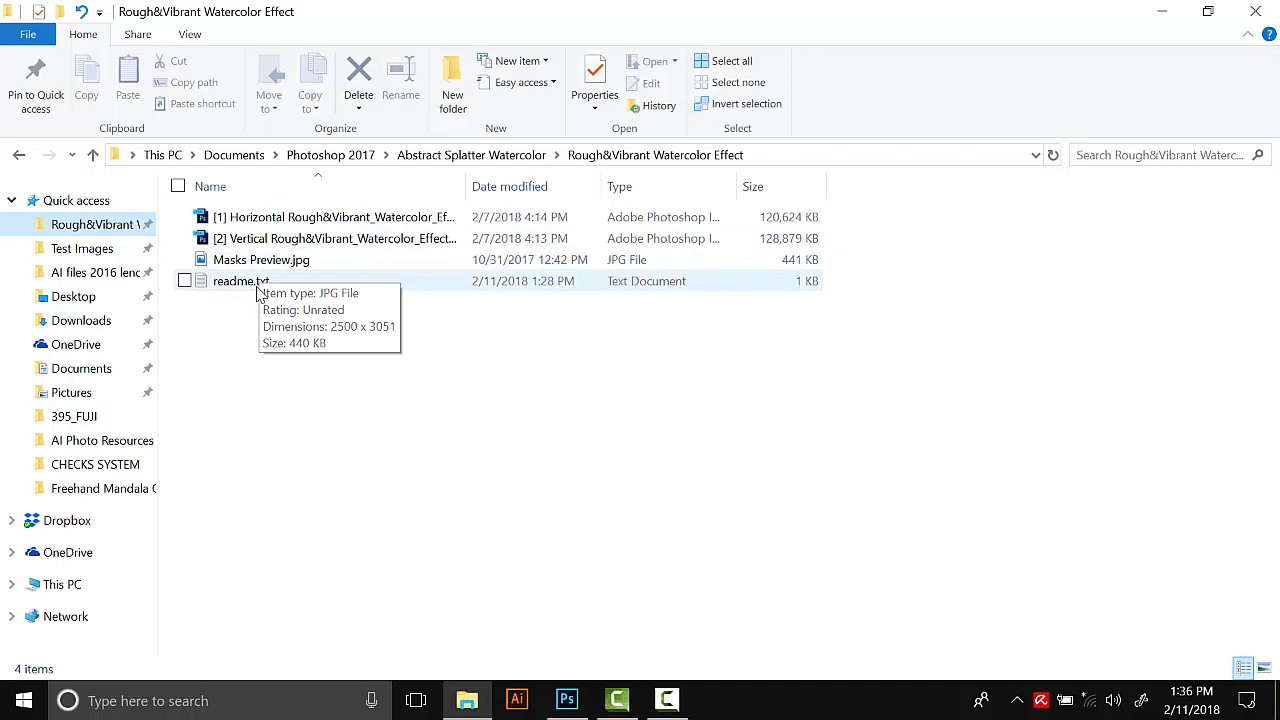 Rough&Vibrant Watercolor Effect
File Home Share View
Pin to Quick access
Copy
Paste
Cut
Copy path
Paste shortcut
Clipboard
Move to
Copy to
Delete
Rename
Organize
New folder
New item
Easy access
New
Properties
Open
Edit
History
Open
Select all
Select none
Invert selection
Select
This PC > Documents > Photoshop 2017 > Abstract Splatter Watercolor > Rough&Vibrant Watercolor Effect
Search Rough&Vibrant Waterc...
Name Date modified Type Size
[1] Horizontal Rough&Vibrant_Watercolor_Ef... 2/7/2018 4:14 PM Adobe Photoshop I... 120,624 KB
[2] Vertical Rough&Vibrant_Watercolor_Effect... 2/7/2018 4:13 PM Adobe Photoshop I... 128,879 KB
Masks Preview.jpg 10/31/2017 12:42 PM JPG File 441 KB
readme.txt 2/11/2018 1:28 PM Text Document 1 KB
Item type: JPG File
Rating: Unrated
Dimensions: 2500 x 3051
Size: 440 KB
Quick access
Rough&Vibrant
Test Images
AI files 2016 lenc
Desktop
Downloads
OneDrive
Documents
Pictures
395_FUJI
AI Photo Resources
CHECKS SYSTEM
Freehand Mandala
Dropbox
OneDrive
This PC
Network
4 items
Type here to search
Ai
Ps
1:36 PM
2/11/2018